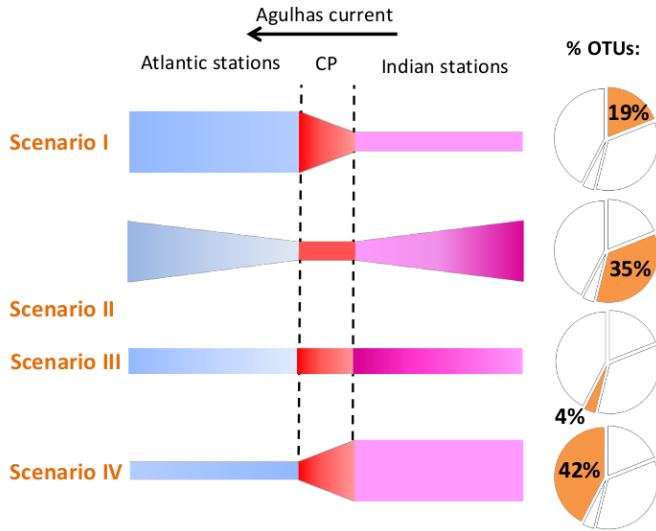 Agulhas current
Atlantic stations CP Indian stations % OTUs:
Scenario I 19%
35%
Scenario II
Scenario III
4%
Scenario IV 42%